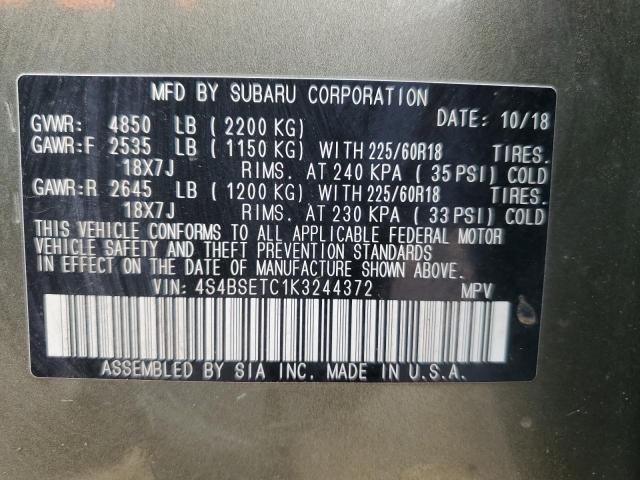 MFD BY SUBARU CORPORATION
DATE: 10/18
GVWR: 4850 LB (2200 KG)
GAWR:F 2535 LB (1150 KG) WITH 225/60R18 TIRES.
18X7J RIMS. AT 240 KPA (35 PSI) COLD
GAWR:R 2645 LB (1200 KG) WITH 225/60R18 TIRES.
18X7J RIMS. AT 230 KPA (33 PSI) COLD
THIS VEHICLE CONFORMS TO ALL APPLICABLE FEDERAL MOTOR
VEHICLE SAFETY AND THEFT PREVENTION STANDARDS
IN EFFECT ON THE DATE OF MANUFACTURE SHOWN ABOVE.
VIN: 4S4BSETC1K3244372 MPV
ASSEMBLED BY SIA INC. MADE IN U.S.A.